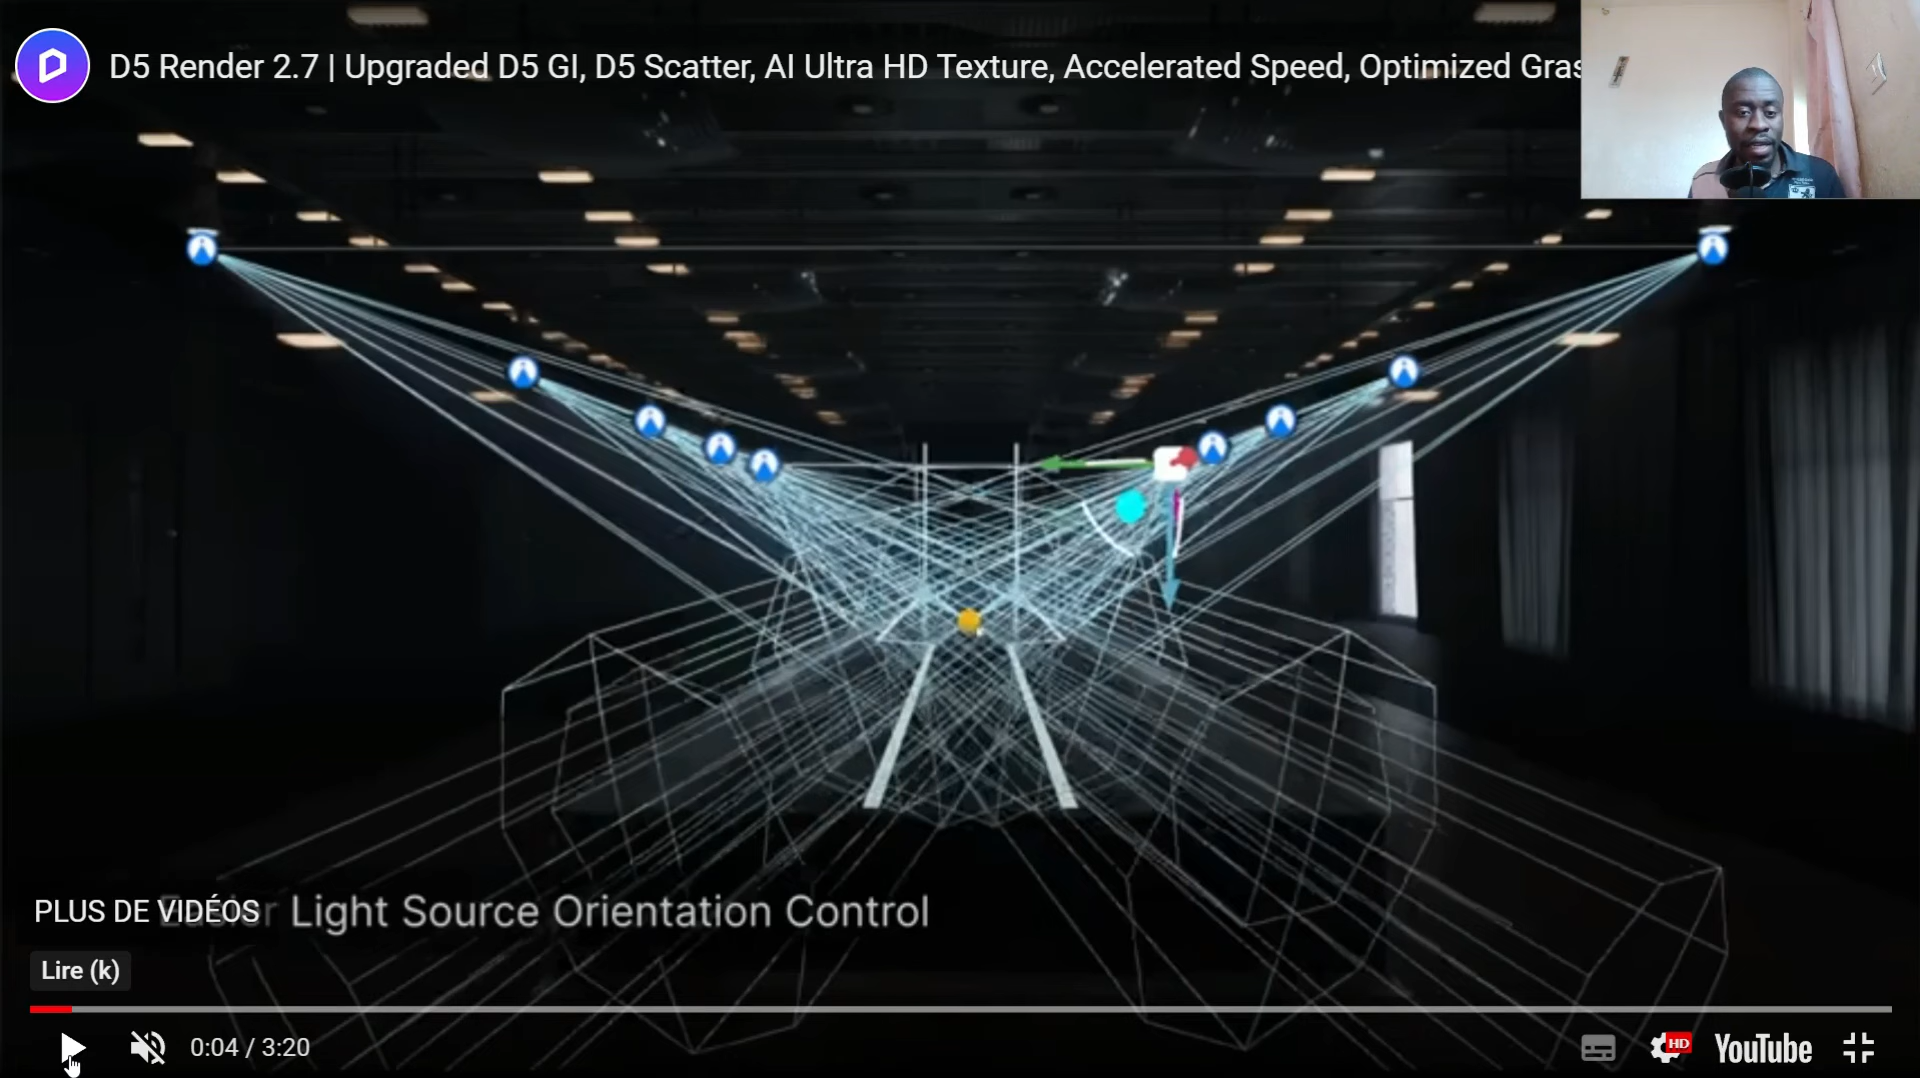 D5 Render 2.7 | Upgraded D5 GI, D5 Scatter, AI Ultra HD Texture, Accelerated Speed, Optimized Gras
PLUS DE VIDÉOS
Light Source Orientation Control
Lire (k)
0:04 / 3:20
HD
YouTube